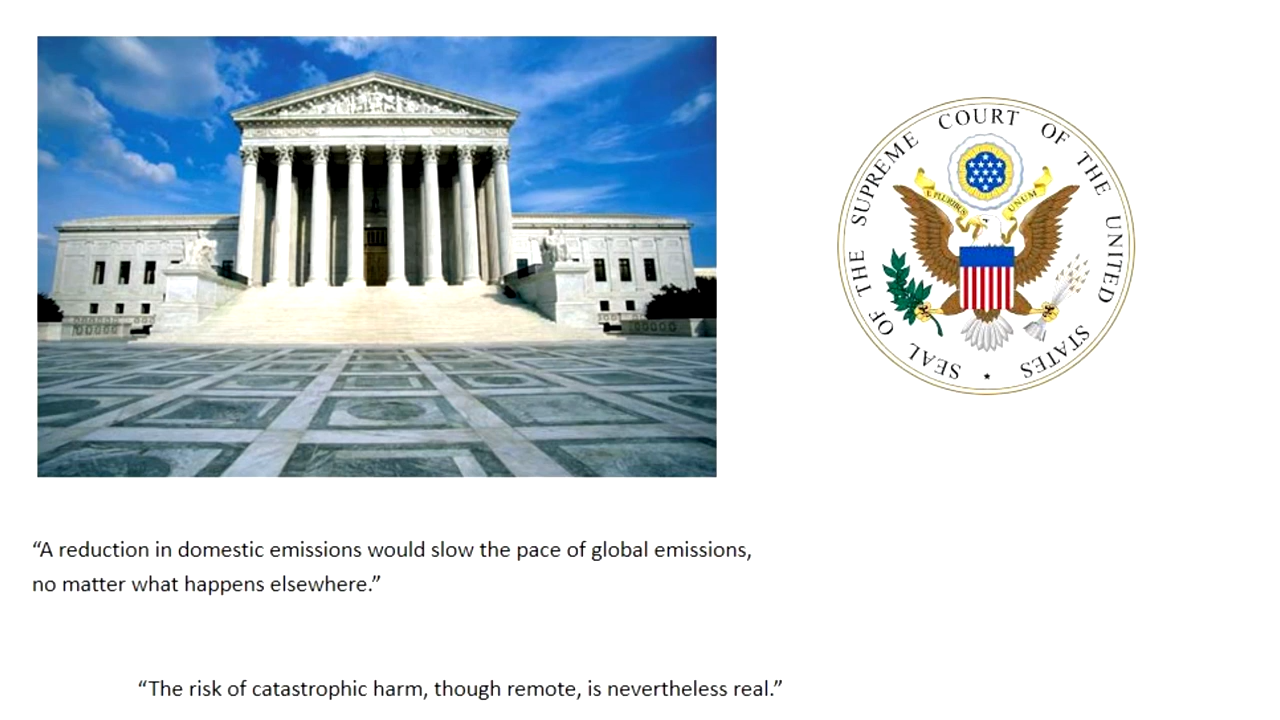 SEAL OF THE SUPREME COURT OF THE UNITED STATES
E PLURIBUS UNUM
“A reduction in domestic emissions would slow the pace of global emissions,
no matter what happens elsewhere.”
“The risk of catastrophic harm, though remote, is nevertheless real.”